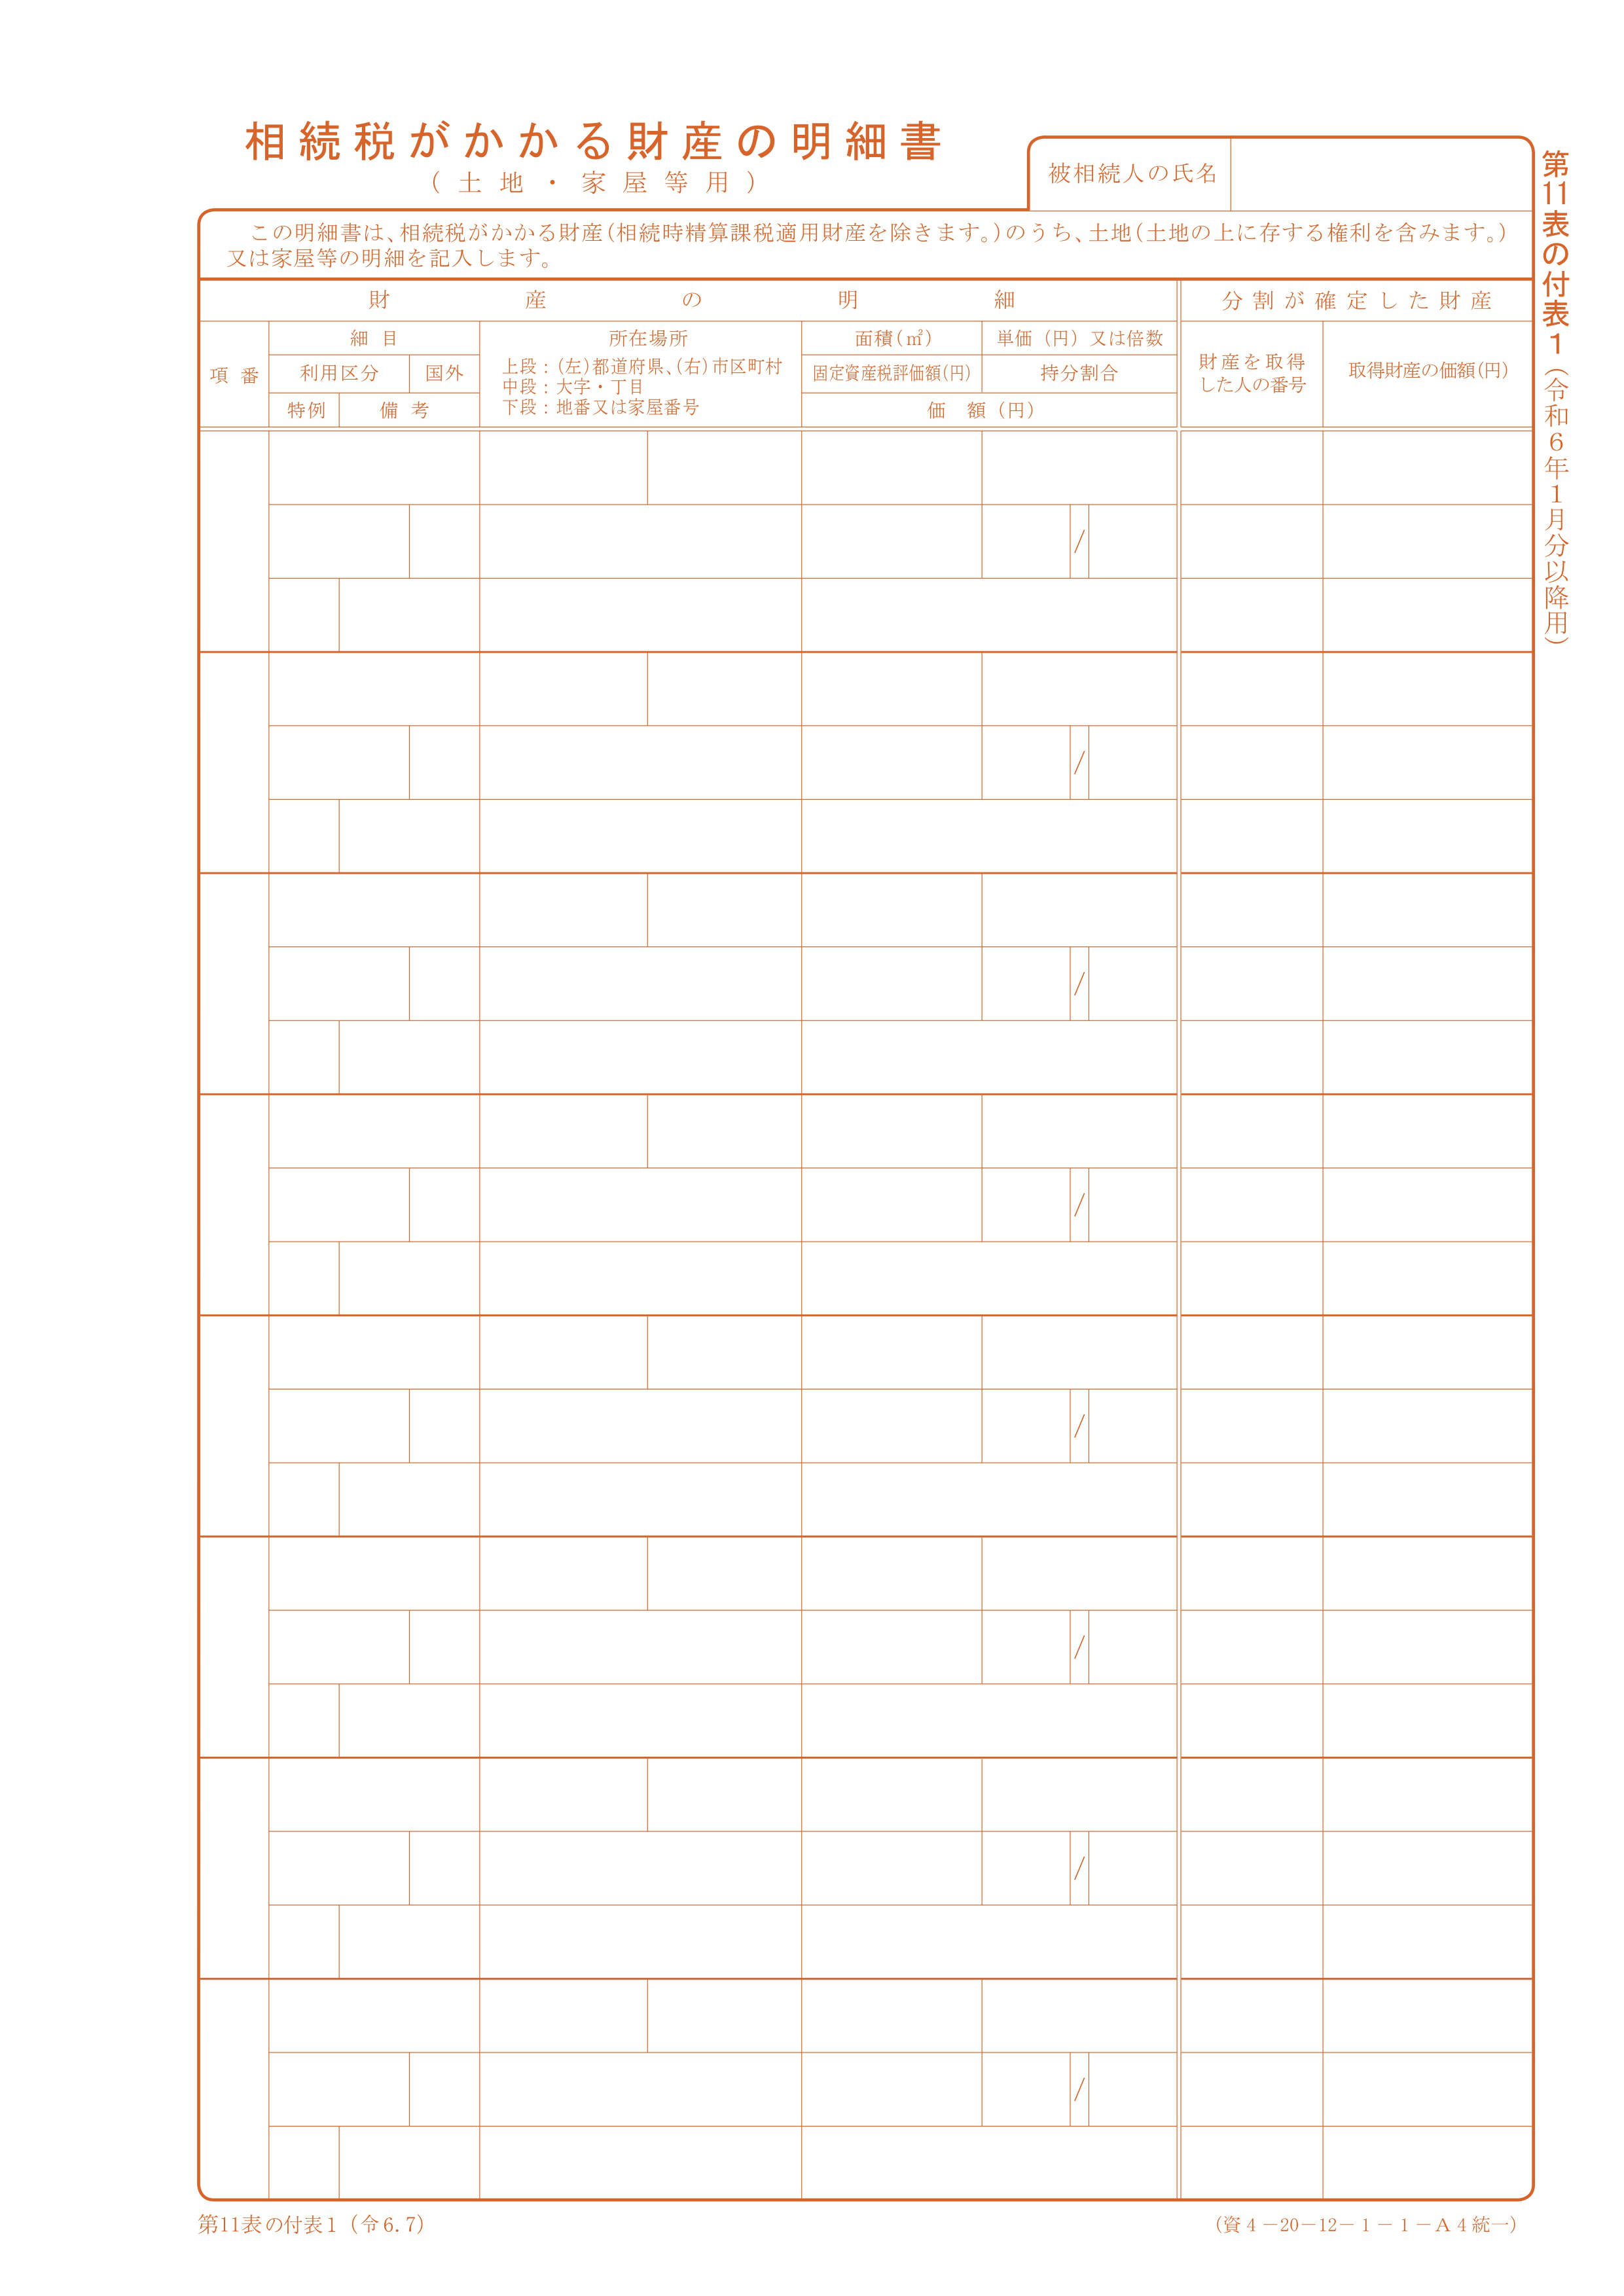 相続税がかかる財産の明細書
（土地・家屋等用）
被相続人の氏名
第11表の付表1（令和6年1月分以降用）
この明細書は、相続税がかかる財産（相続時精算課税適用財産を除きます。）のうち、土地（土地の上に存する権利を含みます。）
又は家屋等の明細を記入します。
財産の明細
分割が確定した財産
項番
細目
利用区分
国外
特例
備考
所在場所
上段：（左）都道府県、（右）市区町村
中段：大字・丁目
下段：地番又は家屋番号
面積（㎡）
単価（円）又は倍数
固定資産税評価額（円）
持分割合
価額（円）
財産を取得
した人の番号
取得財産の価額（円）
/
/
/
/
/
/
/
/
第11表の付表1（令6.7）
（資4－20－12－1－1－A4統一）